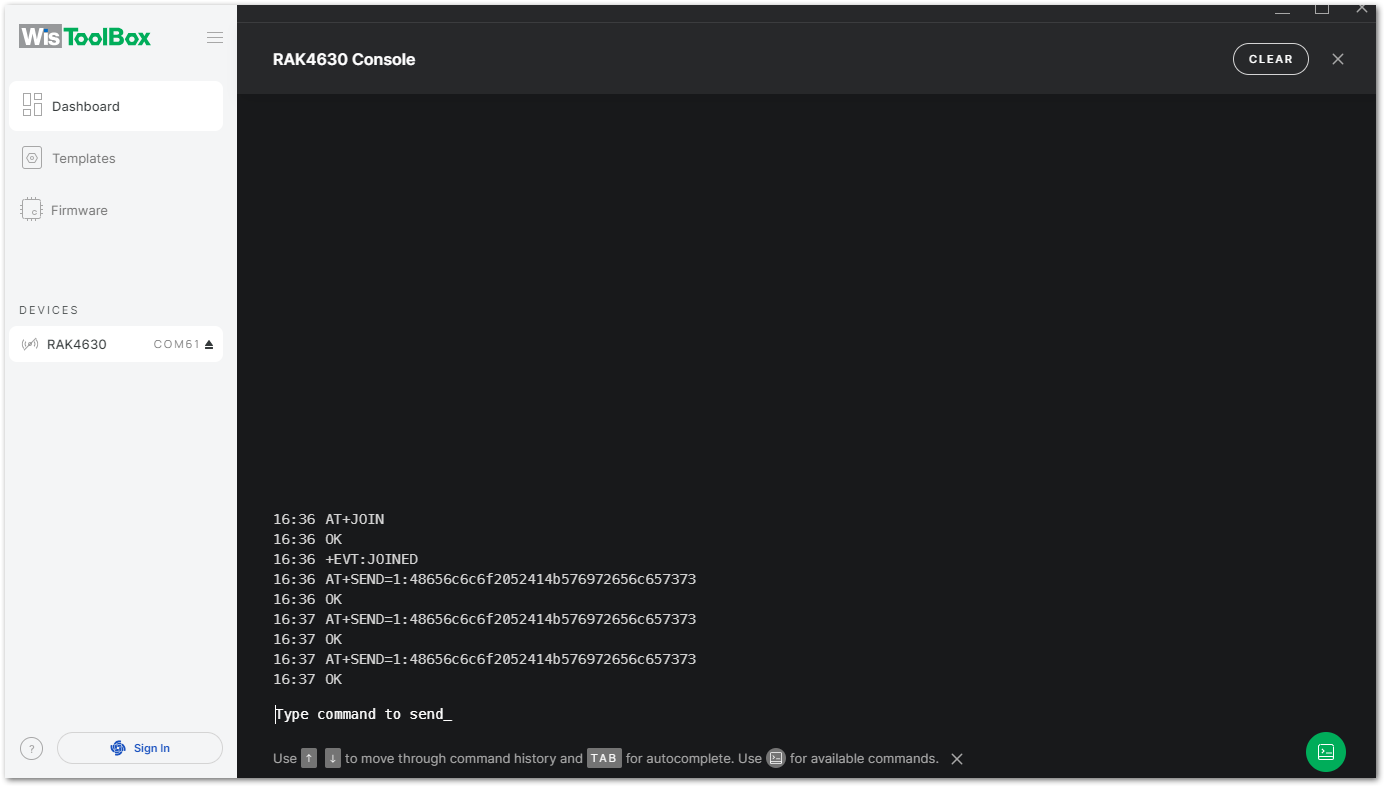 WisToolBox
Dashboard
Templates
Firmware
DEVICES
RAK4630 COM61
? Sign In
RAK4630 Console CLEAR
16:36 AT+JOIN
16:36 OK
16:36 +EVT:JOINED
16:36 AT+SEND=1:48656c6c6f2052414b576972656c657373
16:36 OK
16:37 AT+SEND=1:48656c6c6f2052414b576972656c657373
16:37 OK
16:37 AT+SEND=1:48656c6c6f2052414b576972656c657373
16:37 OK
Type command to send_
Use ↑ ↓ to move through command history and TAB for autocomplete. Use for available commands.